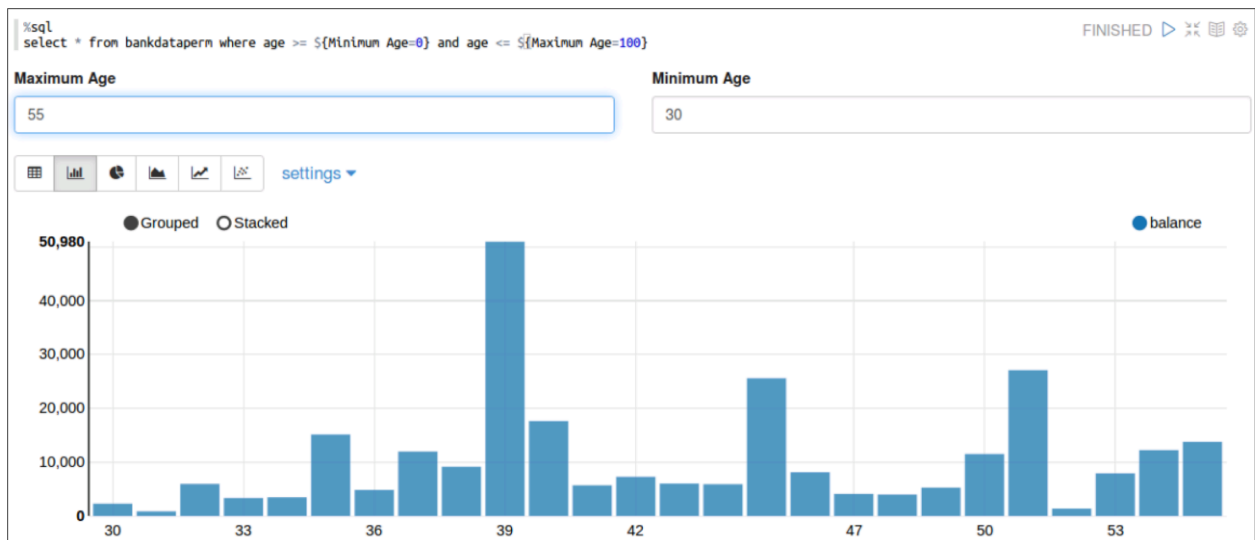 %sql
FINISHED
select * from bankdataperm where age >= ${Minimum Age=0} and age <= ${Maximum Age=100}
Maximum Age
Minimum Age
55
30
settings
Grouped
Stacked
balance
50,980
40,000
30,000
20,000
10,000
0
30 33 36 39 42 47 50 53